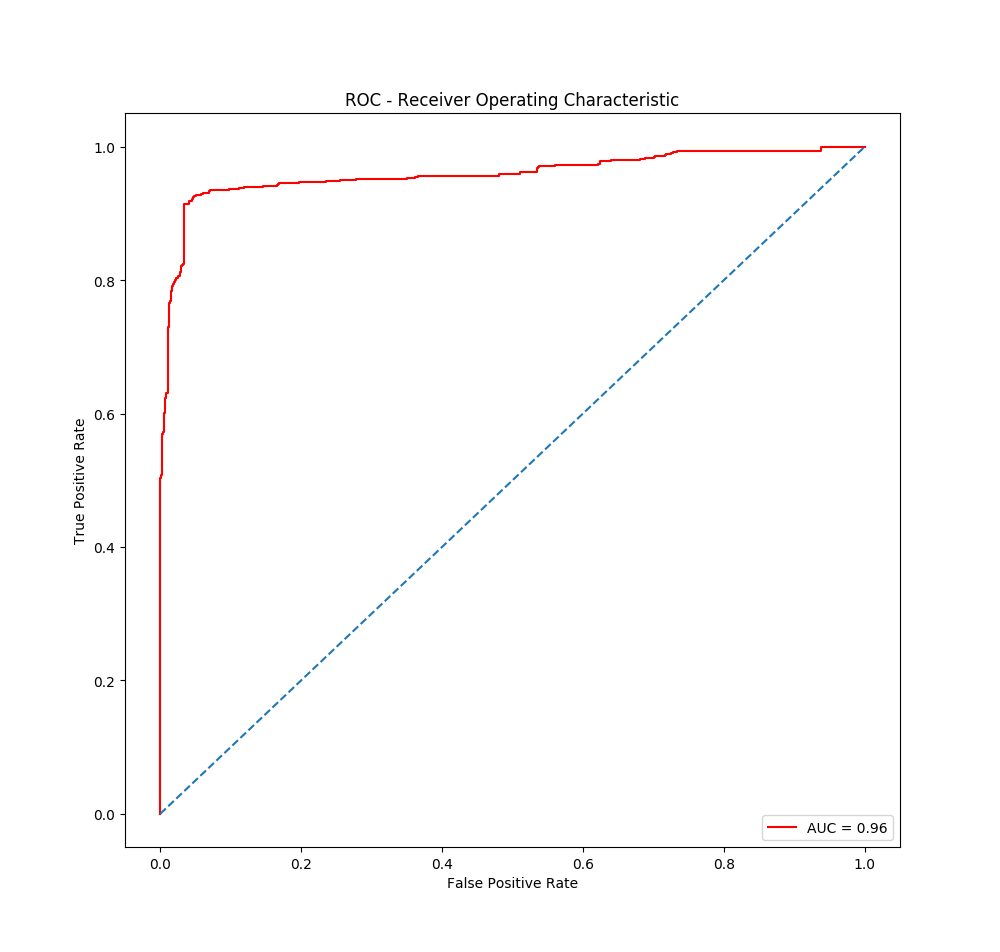 ROC - Receiver Operating Characteristic
1.0
0.8
0.6
0.4
0.2
0.0
True Positive Rate
AUC = 0.96
0.0 0.2 0.4 0.6 0.8 1.0
False Positive Rate